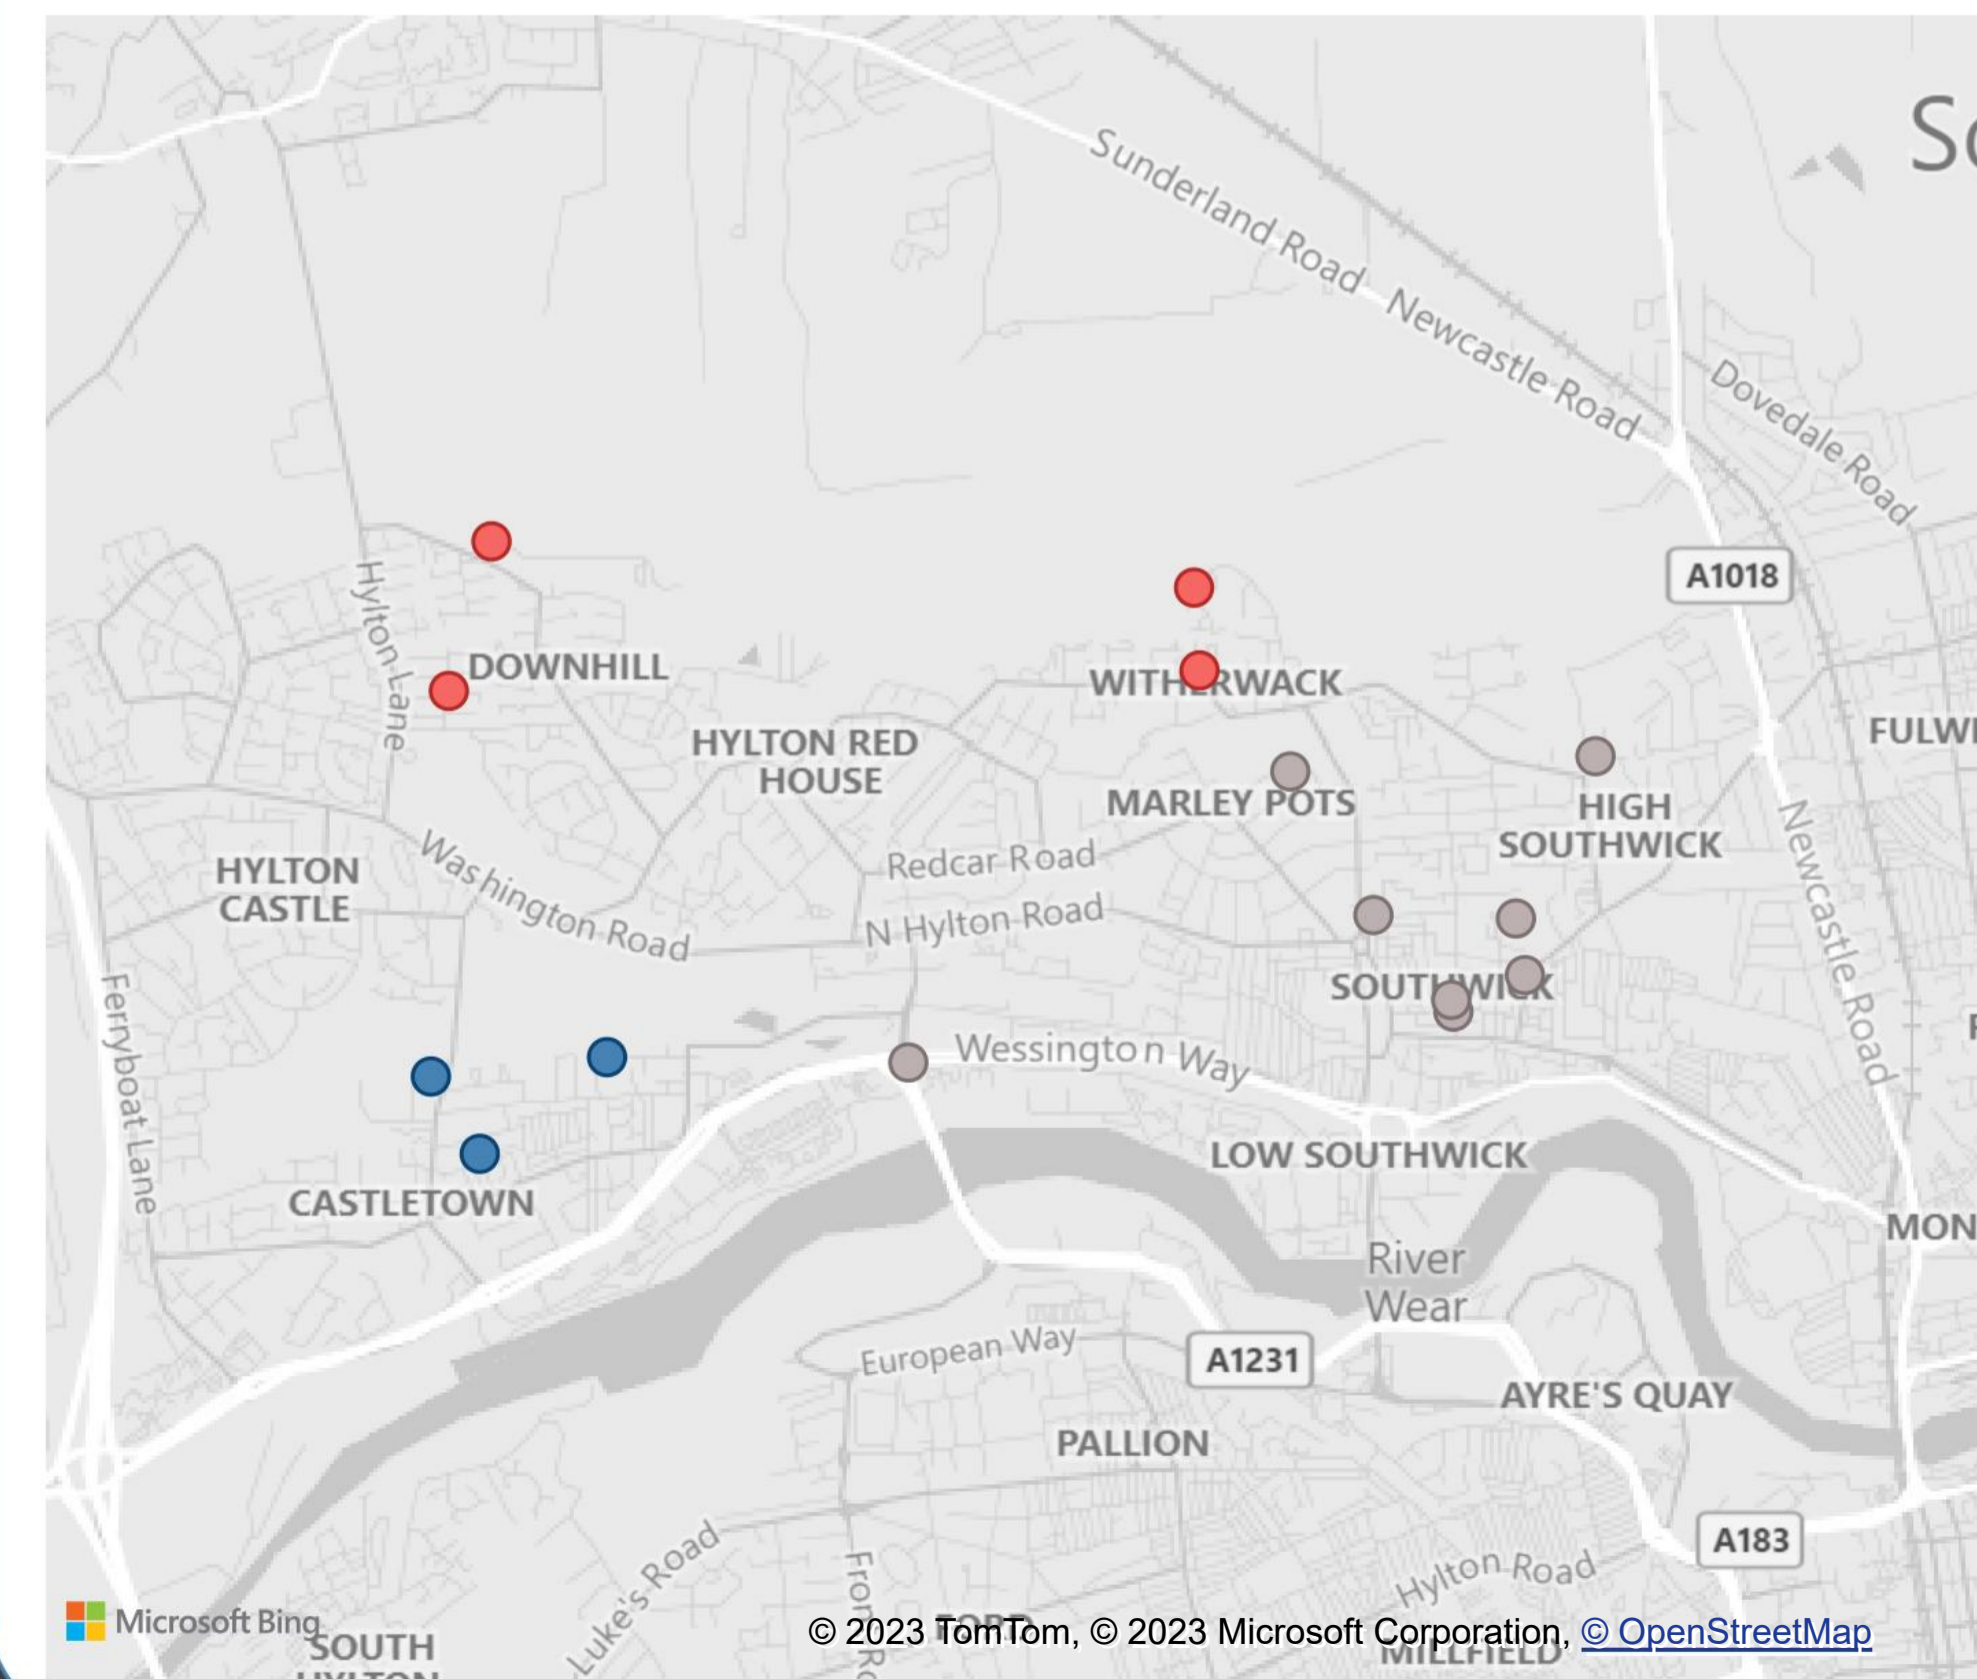 Sunderland Road
Newcastle Road
Dovedale Road
A1018
Hylton Lane
DOWNHILL
WITHERWACK
HYLTON RED
HOUSE
MARLEY POTS
HIGH
SOUTHWICK
Newcastle Road
HYLTON
CASTLE
Washington Road
Redcar Road
N Hylton Road
SOUTHWICK
Ferryboat Lane
Wessington Way
CASTLETOWN
LOW SOUTHWICK
River
Wear
European Way
A1231
AYRE'S QUAY
PALLION
A183
Luke's Road
Hylton Road
Microsoft Bing
SOUTH
HYLTON
FORD
MILLFIELD
© 2023 TomTom, © 2023 Microsoft Corporation, © OpenStreetMap